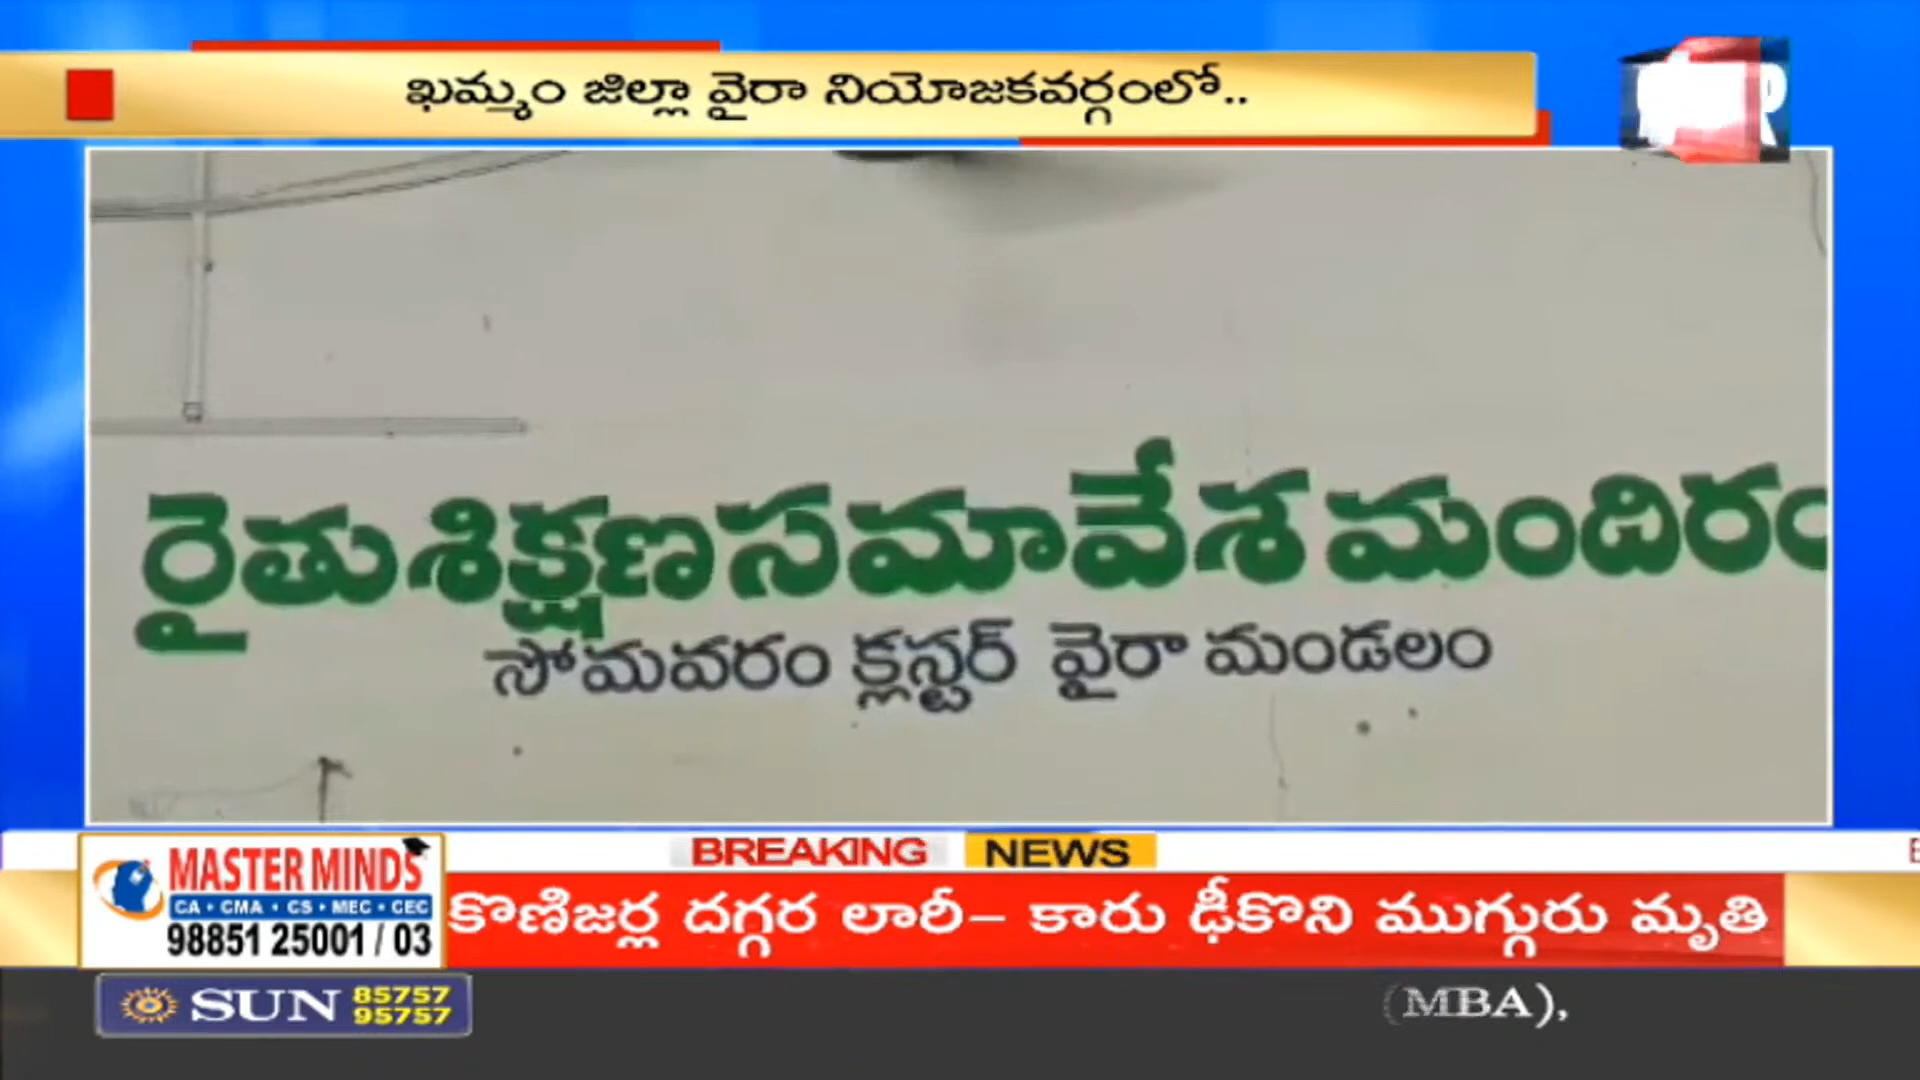 ఖమ్మం జిల్లా వైరా నియోజకవర్గంలో..
రైతు శిక్షణ సమావేశ మందిరం
సోమవరం క్లస్టర్ వైరా మండలం
BREAKING NEWS
MASTER MINDS
CA • CMA • CS • MEC • CEC
98851 25001 / 03
కొణిజర్ల దగ్గర లారీ– కారు ఢీకొని ముగ్గురు మృతి
SUN 85757
95757
(MBA),